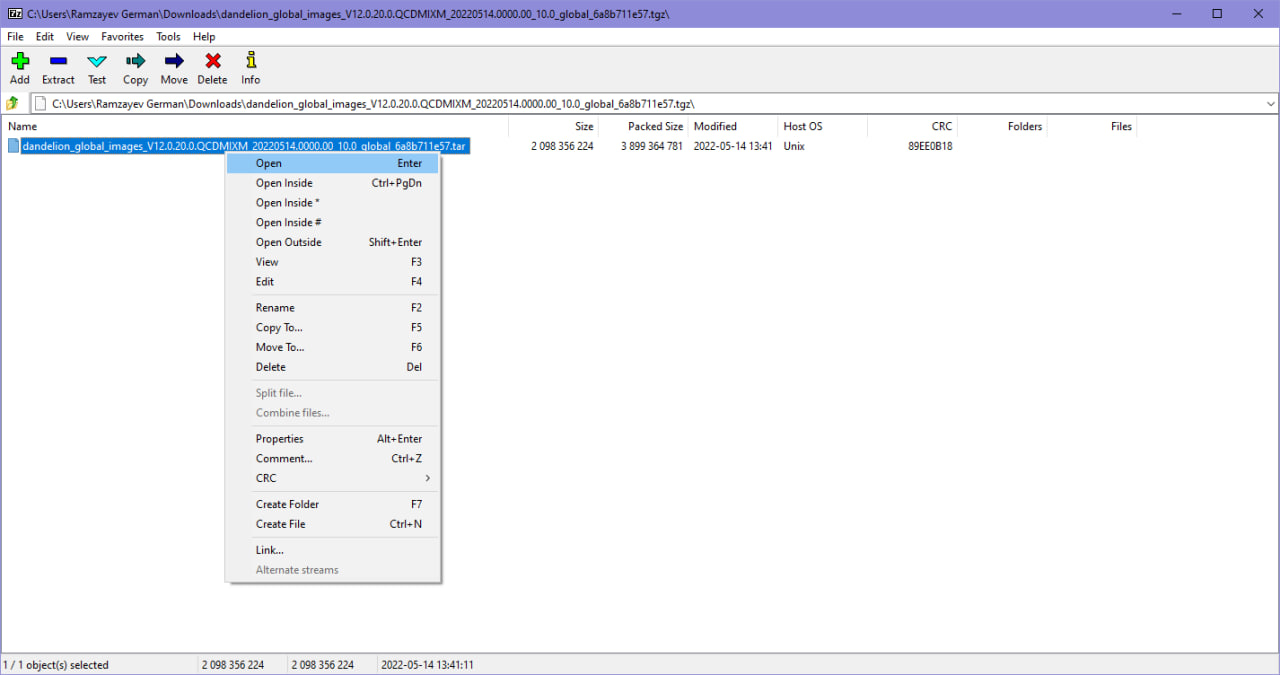 7z C:\Users\Ramzayev German\Downloads\dandelion_global_images_V12.0.20.0.QCDMIXM_20220514.0000.00_10.0_global_6a8b711e57.tgz\
File Edit View Favorites Tools Help
Add Extract Test Copy Move Delete Info
C:\Users\Ramzayev German\Downloads\dandelion_global_images_V12.0.20.0.QCDMIXM_20220514.0000.00_10.0_global_6a8b711e57.tgz\
Name Size Packed Size Modified Host OS CRC Folders Files
dandelion_global_images_V12.0.20.0.QCDMIXM_20220514.0000.00_10.0_global_6a8b711e57.tar 2 098 356 224 3 899 364 781 2022-05-14 13:41 Unix 89EE0B18
Open Enter
Open Inside Ctrl+PgDn
Open Inside *
Open Inside #
Open Outside Shift+Enter
View F3
Edit F4
Rename F2
Copy To... F5
Move To... F6
Delete Del
Split file...
Combine files...
Properties Alt+Enter
Comment... Ctrl+Z
CRC
Create Folder F7
Create File Ctrl+N
Link...
Alternate streams
1 / 1 object(s) selected 2 098 356 224 2 098 356 224 2022-05-14 13:41:11